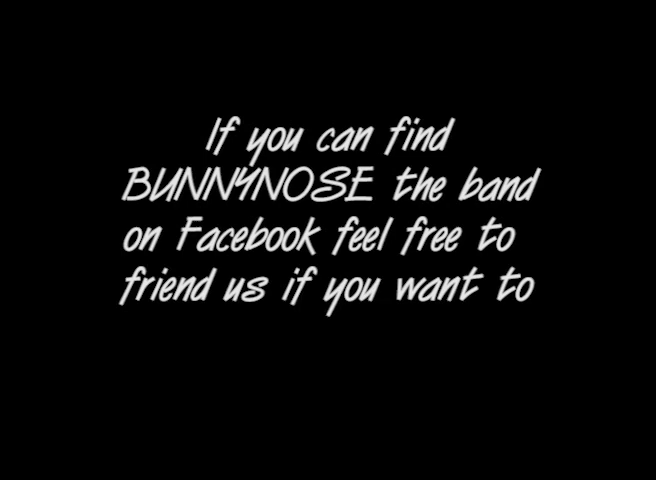 If you can find
BUNNYNOSE the band
on Facebook feel free to
friend us if you want to